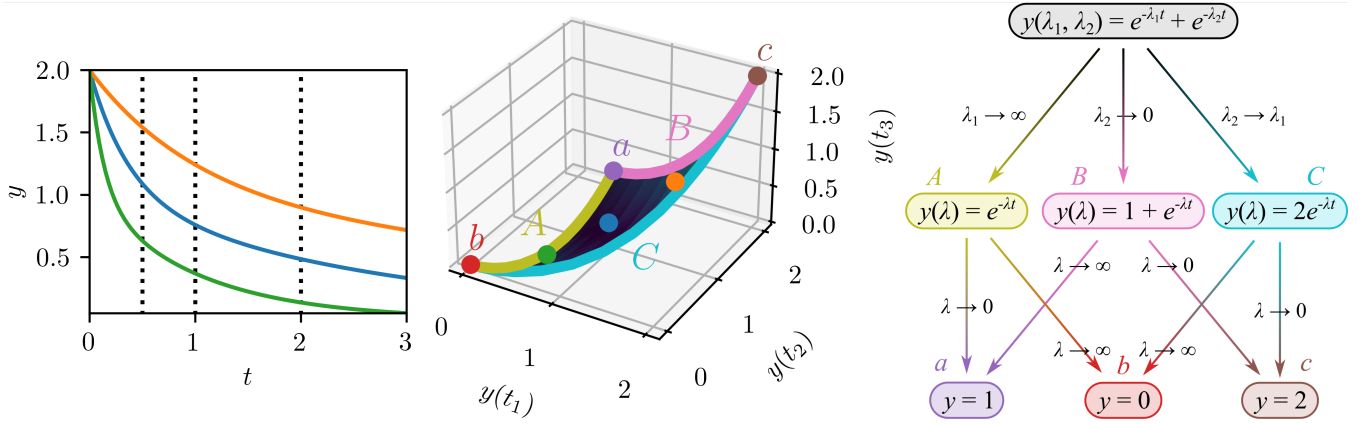 2.0
1.5
1.0
0.5
y
0
1
2
3
t
a
b
c
A
B
C
0
1
2
y(t₁)
0
1
2
y(t₂)
0.0
0.5
1.0
1.5
2.0
y(t₃)
y(λ₁, λ₂) = e^{-λ₁t} + e^{-λ₂t}
λ₁ → ∞
λ₂ → 0
λ₂ → λ₁
A
B
C
y(λ) = e^{-λt}
y(λ) = 1 + e^{-λt}
y(λ) = 2e^{-λt}
λ → ∞
λ → 0
λ → 0
λ → 0
λ → ∞
λ → ∞
a
b
c
y = 1
y = 0
y = 2